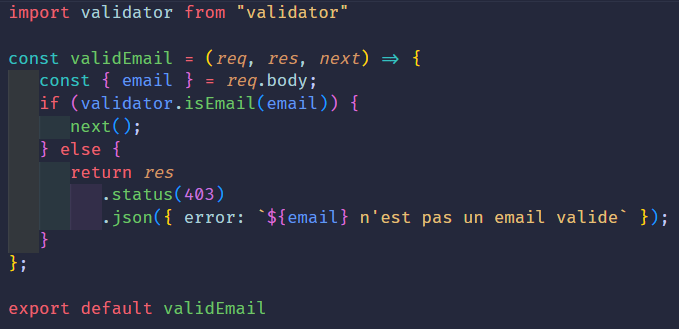 import validator from "validator"

const validEmail = (req, res, next) => {
   const { email } = req.body;
   if (validator.isEmail(email)) {
      next();
   } else {
      return res
         .status(403)
         .json({ error: `${email} n'est pas un email valide` });
   }
};

export default validEmail